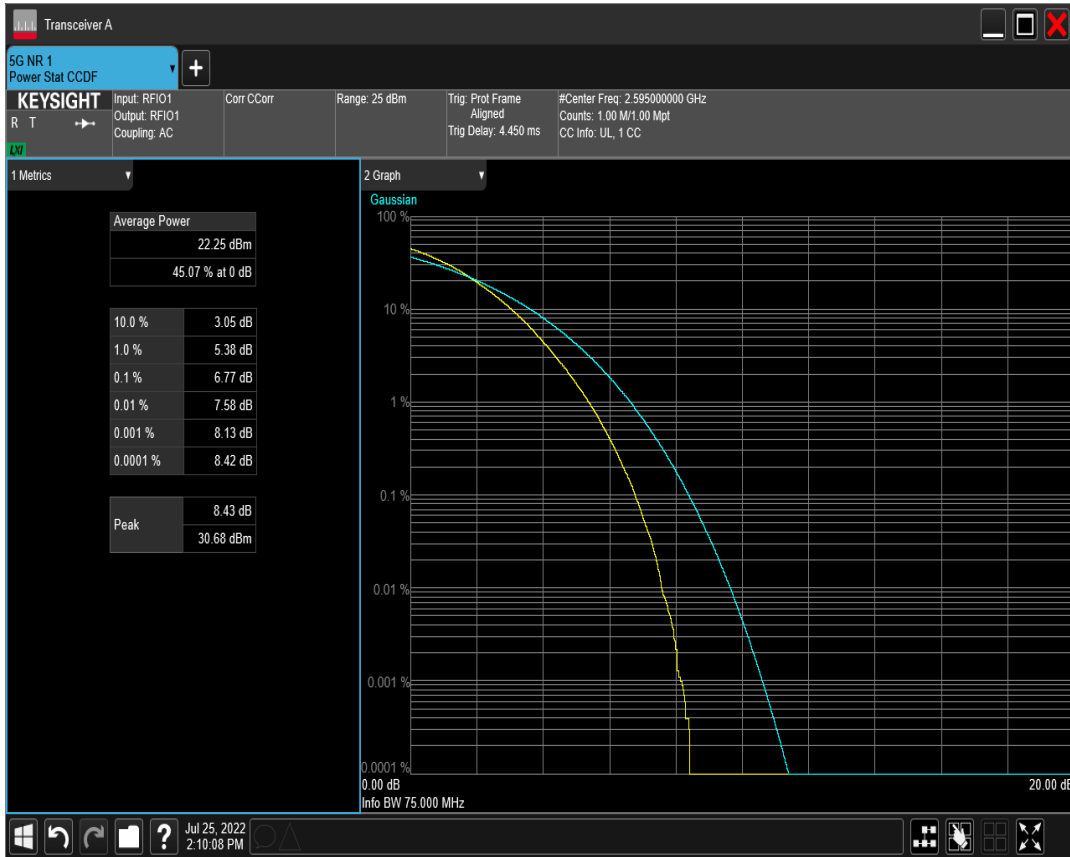 Transceiver A
5G NR 1
Power Stat CCDF
KEYSIGHT
R T
LXI
Input: RFIO1
Output: RFIO1
Coupling: AC
Corr CCorr
Range: 25 dBm
Trig: Prot Frame
Aligned
Trig Delay: 4.450 ms
#Center Freq: 2.595000000 GHz
Counts: 1.00 M/1.00 Mpt
CC Info: UL, 1 CC
1 Metrics
Average Power
22.25 dBm
45.07 % at 0 dB
10.0 % 3.05 dB
1.0 % 5.38 dB
0.1 % 6.77 dB
0.01 % 7.58 dB
0.001 % 8.13 dB
0.0001 % 8.42 dB
Peak
8.43 dB
30.68 dBm
2 Graph
Gaussian
100 %
10 %
1 %
0.1 %
0.01 %
0.001 %
0.0001 %
0.00 dB
20.00 dB
Info BW 75.000 MHz
?
Jul 25, 2022
2:10:08 PM